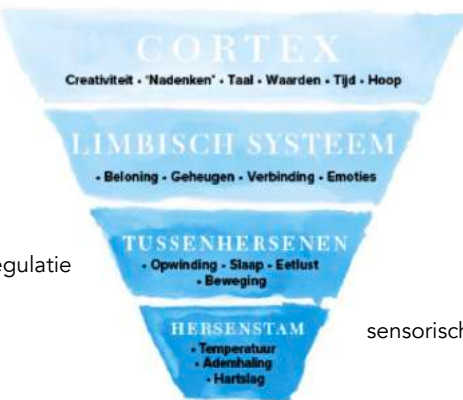 CORTEX
Creativiteit • 'Nadenken' • Taal • Waarden • Tijd • Hoop
LIMBISCH SYSTEEM
• Beloning • Geheugen • Verbinding • Emoties
TUSSENHERSENEN
• Opwinding • Slaap • Eetlust
• Beweging
egulatie
HERSENSTAM
sensorisch
• Temperatuur
• Ademhaling
• Hartslag